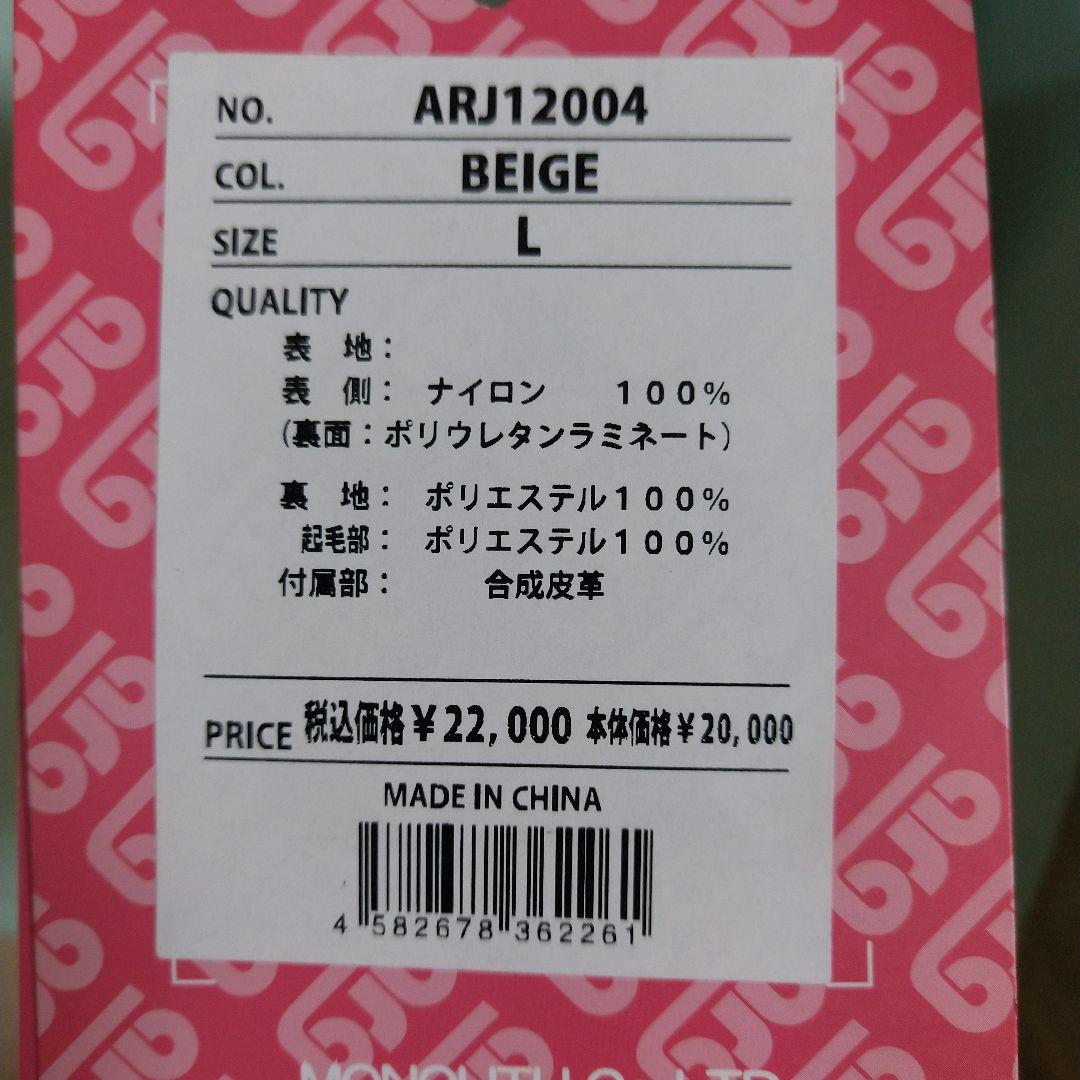 NO. ARJ12004
COL. BEIGE
SIZE L
QUALITY
表 地：
表 側： ナイロン １００％
（裏面：ポリウレタンラミネート）
裏 地： ポリエステル１００％
起毛部： ポリエステル１００％
付属部： 合成皮革
PRICE 税込価格￥22,000 本体価格￥20,000
MADE IN CHINA
4 582678 362261